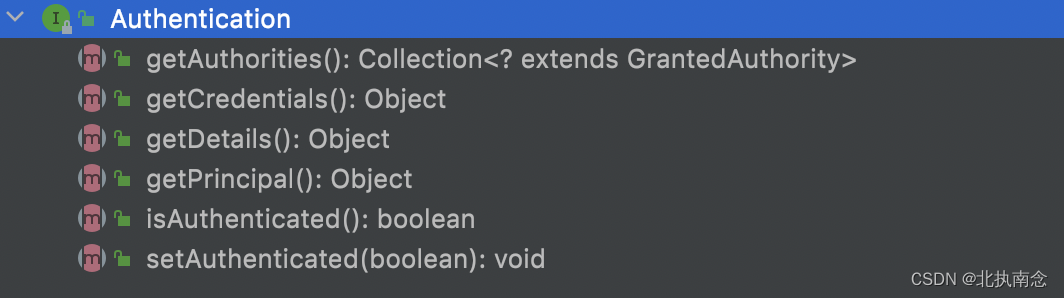 Authentication
getAuthorities(): Collection<? extends GrantedAuthority>
getCredentials(): Object
getDetails(): Object
getPrincipal(): Object
isAuthenticated(): boolean
setAuthenticated(boolean): void
CSDN @北执南念